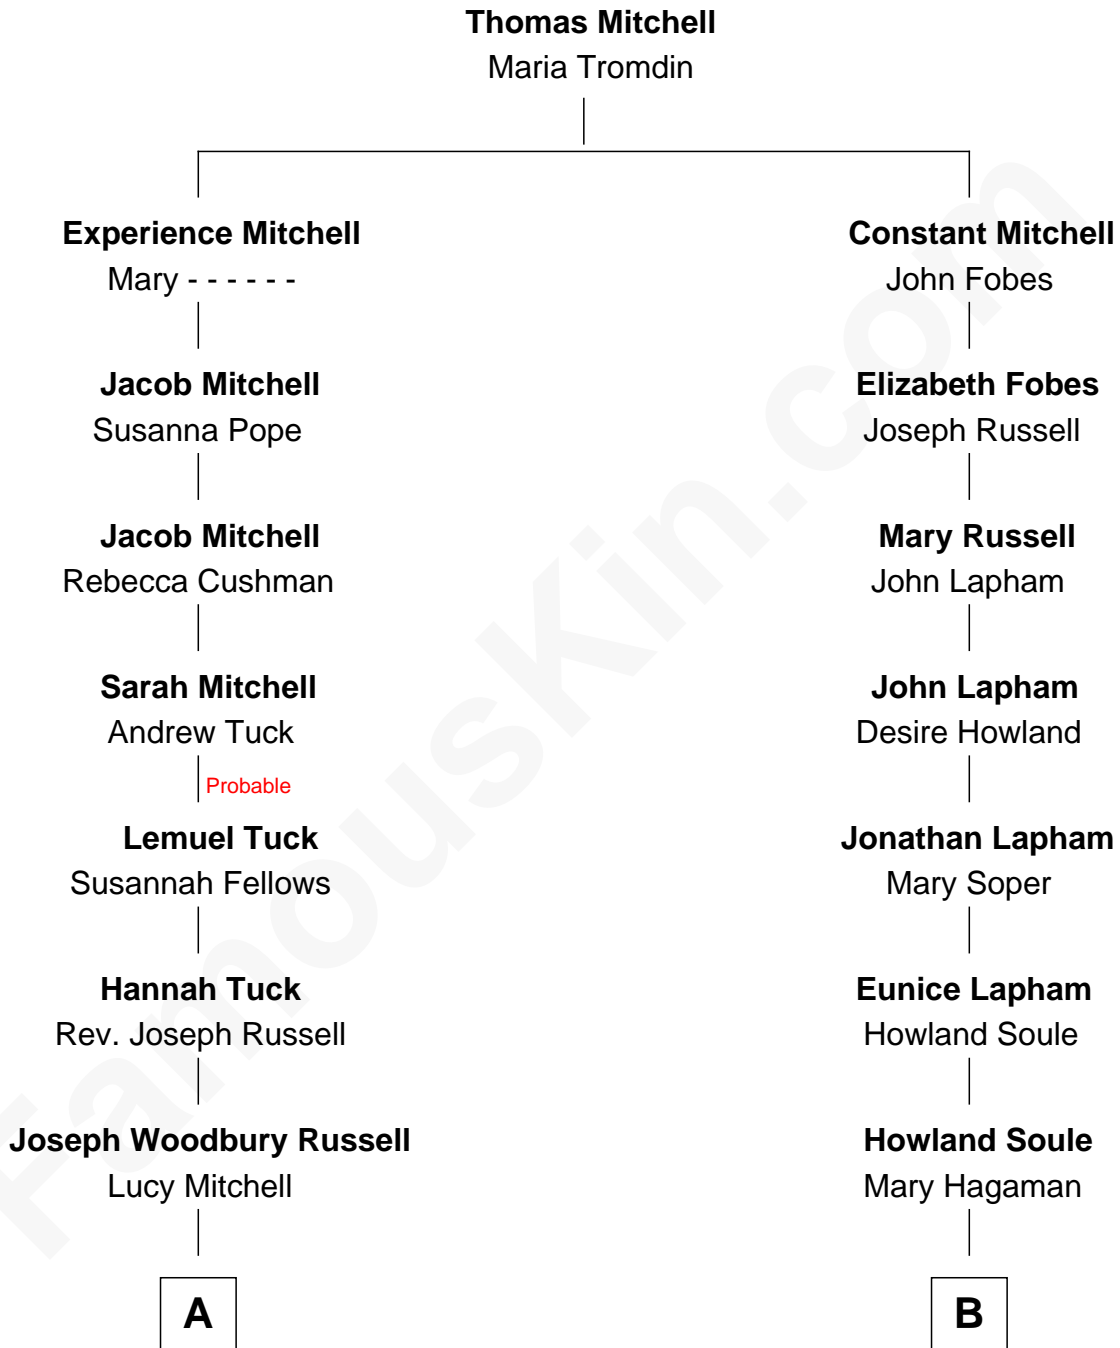 Thomas Mitchell
Maria Tromdin
Experience Mitchell
Mary - - - - - -
Constant Mitchell
John Fobes
Jacob Mitchell
Susanna Pope
Elizabeth Fobes
Joseph Russell
Jacob Mitchell
Rebecca Cushman
Mary Russell
John Lapham
Sarah Mitchell
Andrew Tuck
John Lapham
Desire Howland
Probable
Lemuel Tuck
Susannah Fellows
Jonathan Lapham
Mary Soper
Hannah Tuck
Rev. Joseph Russell
Eunice Lapham
Howland Soule
Joseph Woodbury Russell
Lucy Mitchell
Howland Soule
Mary Hagaman
A
B
FamousKin.com